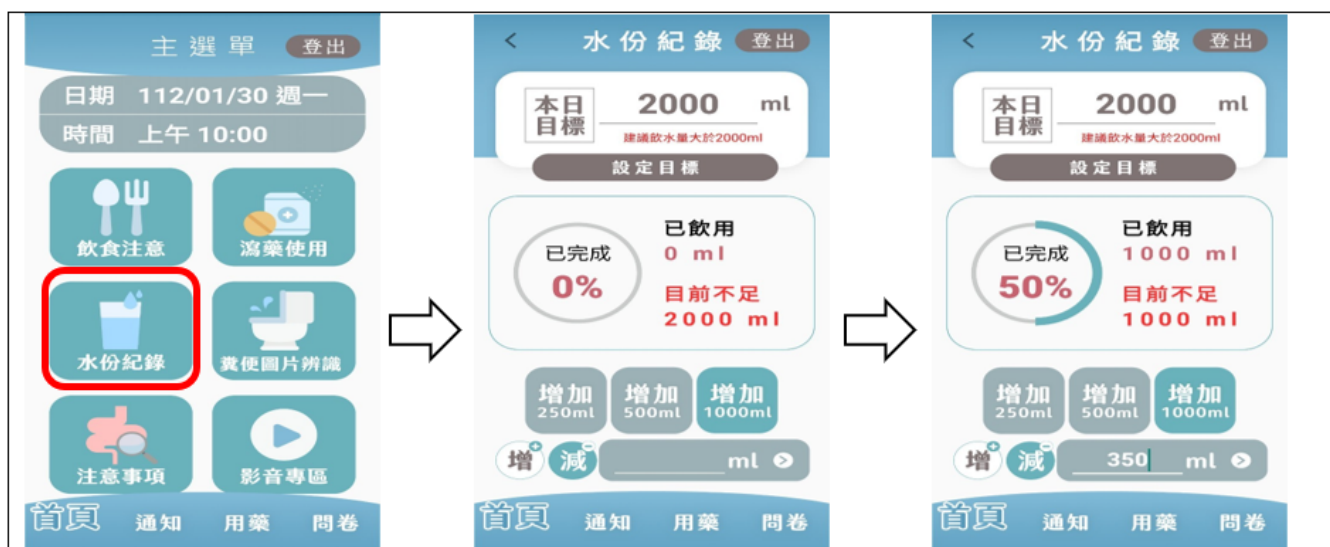 主選單 登出
日期 112/01/30 週一
時間 上午 10:00
飲食注意 瀉藥使用
水份紀錄 糞便圖片辨識
注意事項 影音專區
首頁 通知 用藥 問卷
< 水份紀錄 登出
本日目標 2000 ml
建議飲水量大於2000ml
設定目標
已完成
0%
已飲用
0 ml
目前不足
2000 ml
增加 250ml 增加 500ml 增加 1000ml
增+ 減- ml >
首頁 通知 用藥 問卷
< 水份紀錄 登出
本日目標 2000 ml
建議飲水量大於2000ml
設定目標
已完成
50%
已飲用
1000 ml
目前不足
1000 ml
增加 250ml 增加 500ml 增加 1000ml
增+ 減- 350 ml >
首頁 通知 用藥 問卷